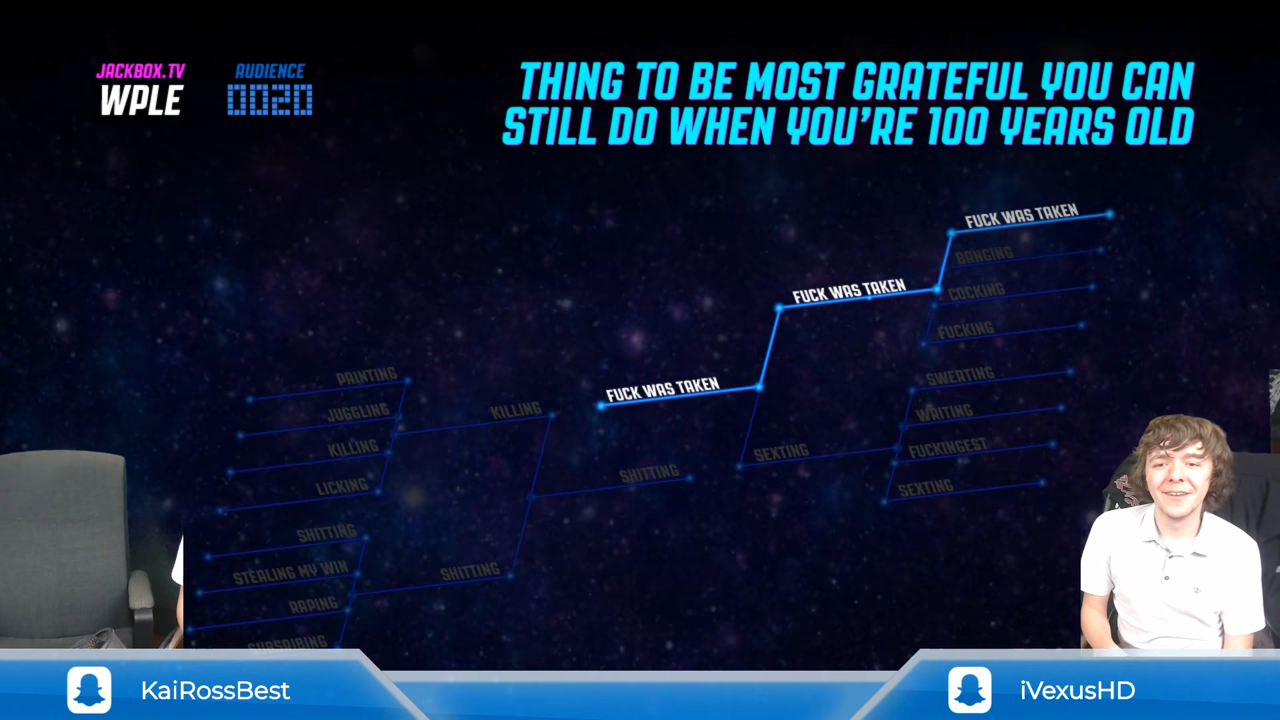 JACKBOX.TV
WPLE
AUDIENCE
0020
THING TO BE MOST GRATEFUL YOU CAN
STILL DO WHEN YOU'RE 100 YEARS OLD
FUCK WAS TAKEN
BANGING
COCKING
FUCKING
FUCK WAS TAKEN
SWEATING
WRITING
FUCKINGEST
SEXTING
SEXTING
FUCK WAS TAKEN
SHITTING
PAINTING
JUGGLING
KILLING
LICKING
KILLING
SHITTING
STEALING MY WIN
RAPING
SUBSRIBING
SHITTING
KaiRossBest
iVexusHD